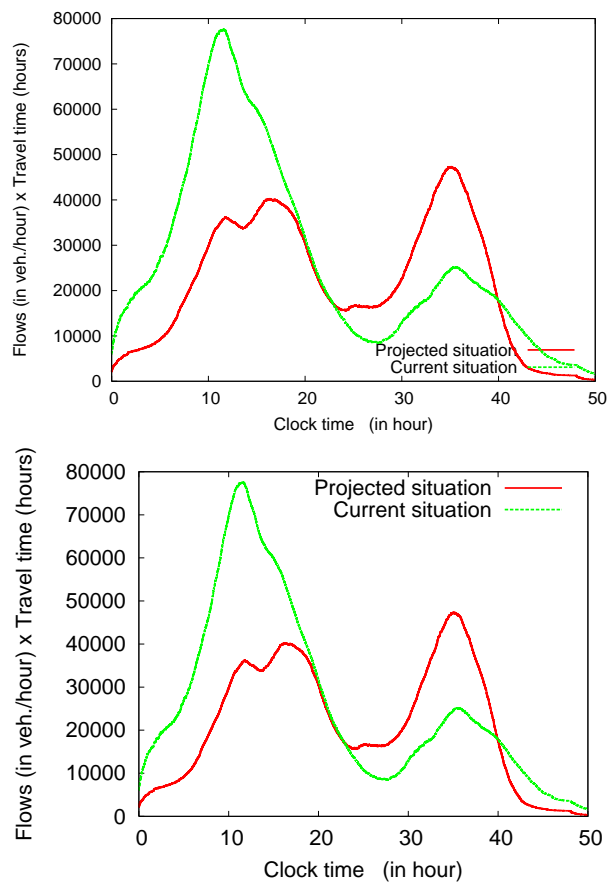 80000
70000
60000
50000
40000
30000
20000
10000
0
Flows (in veh./hour) x Travel time (hours)
Projected situation
Current situation
0 10 20 30 40 50
Clock time (in hour)
80000
70000
60000
50000
40000
30000
20000
10000
0
Flows (in veh./hour) x Travel time (hours)
Projected situation
Current situation
0 10 20 30 40 50
Clock time (in hour)